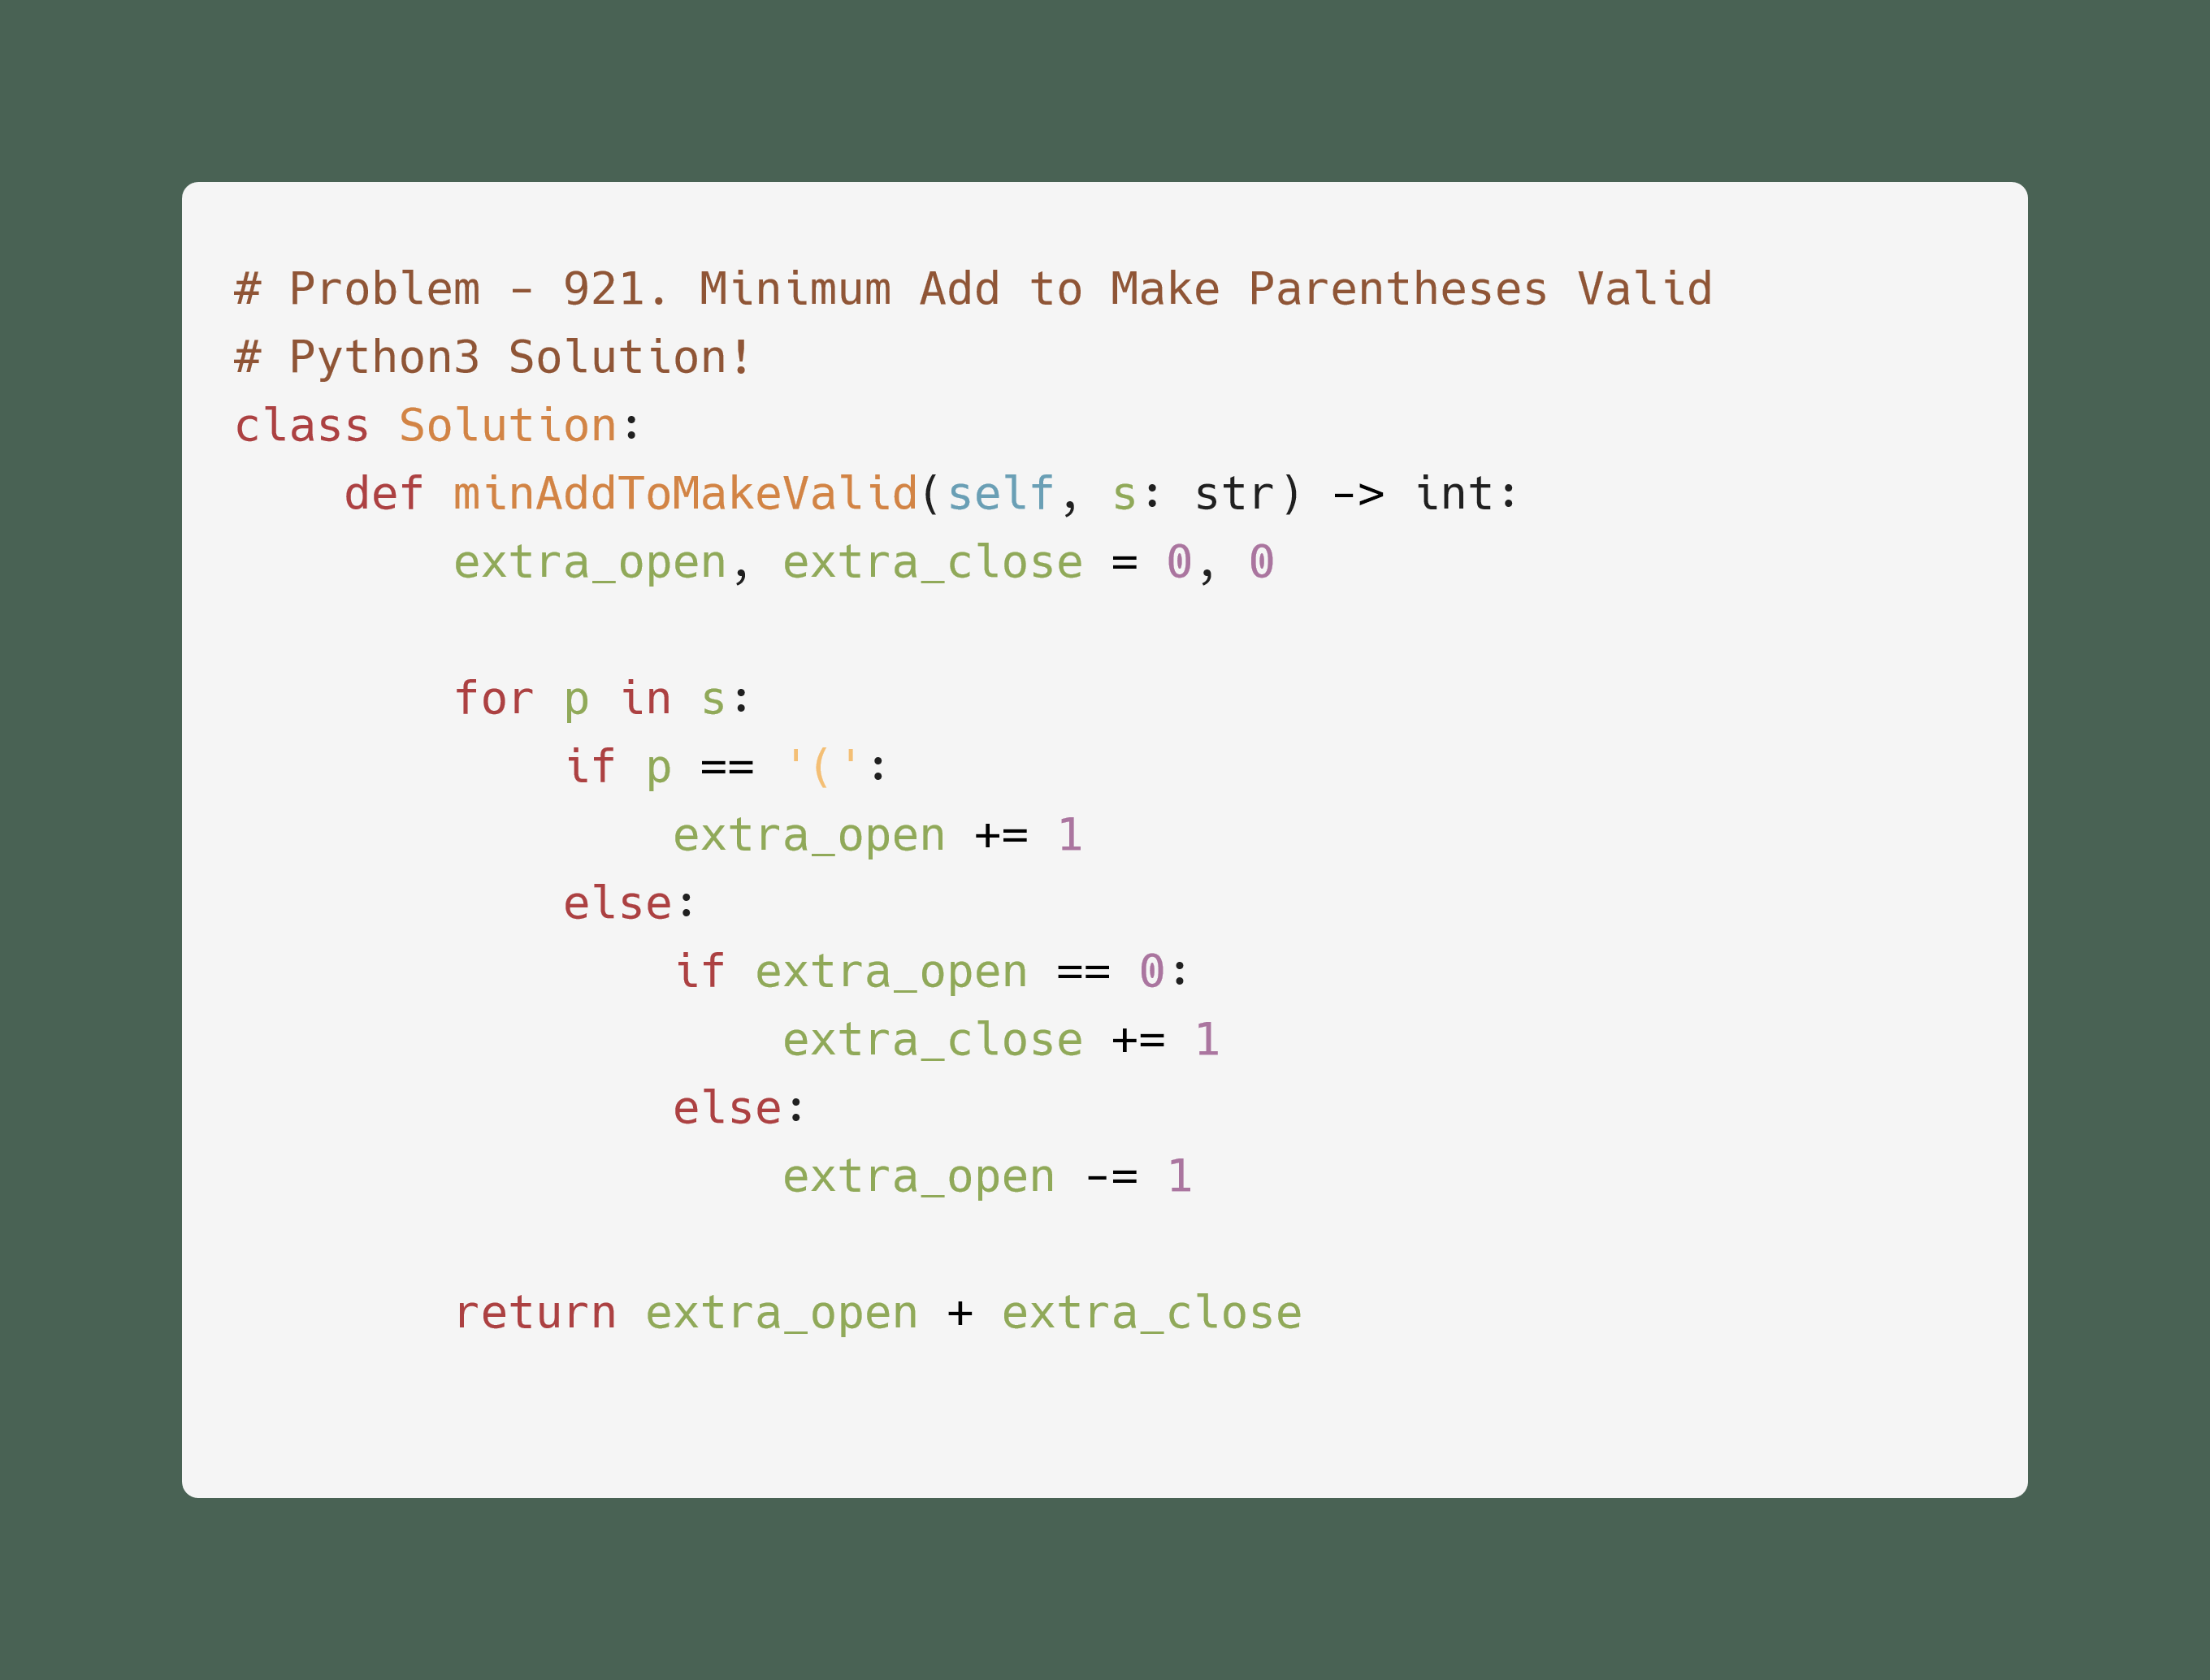 # Problem - 921. Minimum Add to Make Parentheses Valid
# Python3 Solution!
class Solution:
    def minAddToMakeValid(self, s: str) -> int:
        extra_open, extra_close = 0, 0

        for p in s:
            if p == '(':
                extra_open += 1
            else:
                if extra_open == 0:
                    extra_close += 1
                else:
                    extra_open -= 1

        return extra_open + extra_close